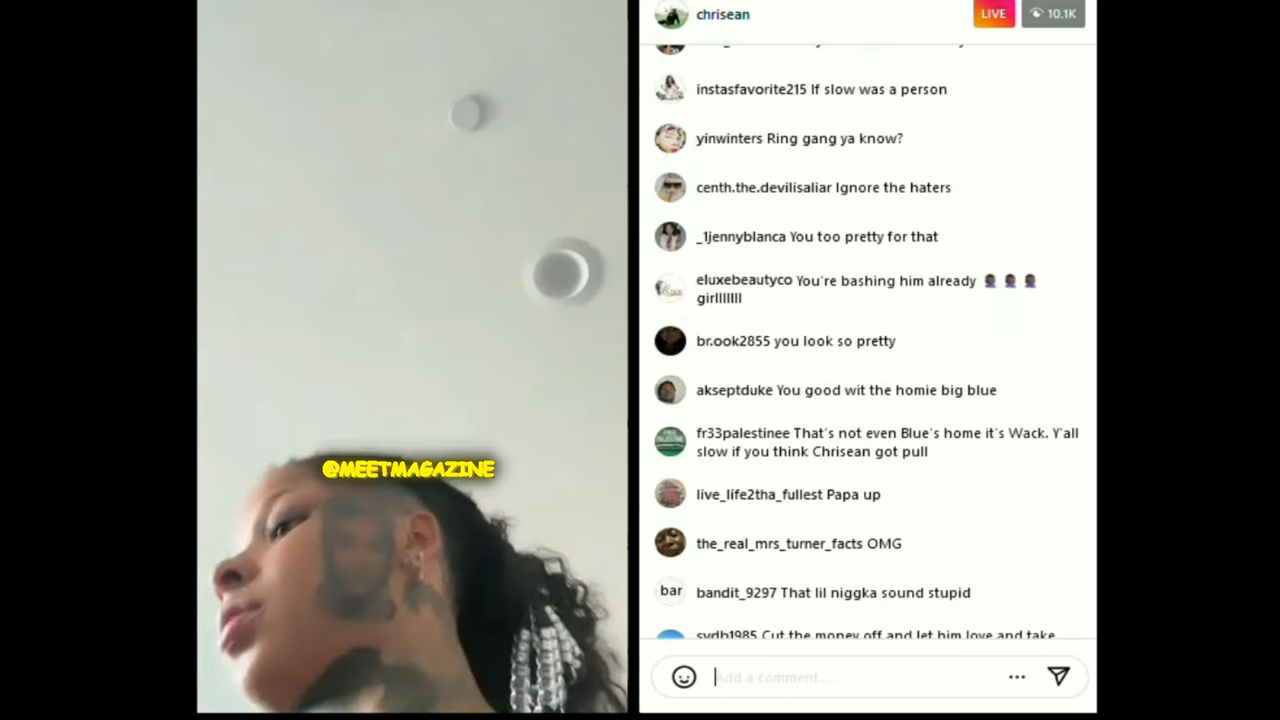 chrisean
LIVE
10.1K
instasfavorite215 If slow was a person
yinwinters Ring gang ya know?
centh.the.devilisaliar Ignore the haters
_1jennyblanca You too pretty for that
eluxebeautyco You're bashing him already
girlllllll
br.ook2855 you look so pretty
akseptduke You good wit the homie big blue
fr33palestinee That's not even Blue's home it's Wack. Y'all
slow if you think Chrisean got pull
live_life2tha_fullest Papa up
the_real_mrs_turner_facts OMG
bar
bandit_9297 That lil niggka sound stupid
svdb1985 Cut the money off and let him love and take
Add a comment...
@MEETMAGAZINE